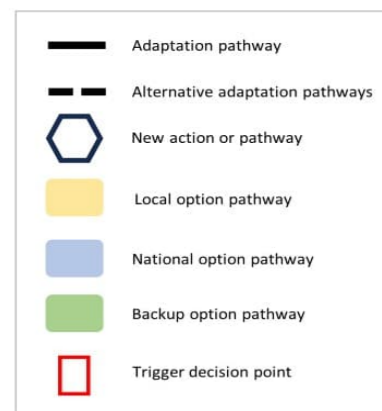 Adaptation pathway
Alternative adaptation pathways
New action or pathway
Local option pathway
National option pathway
Backup option pathway
Trigger decision point